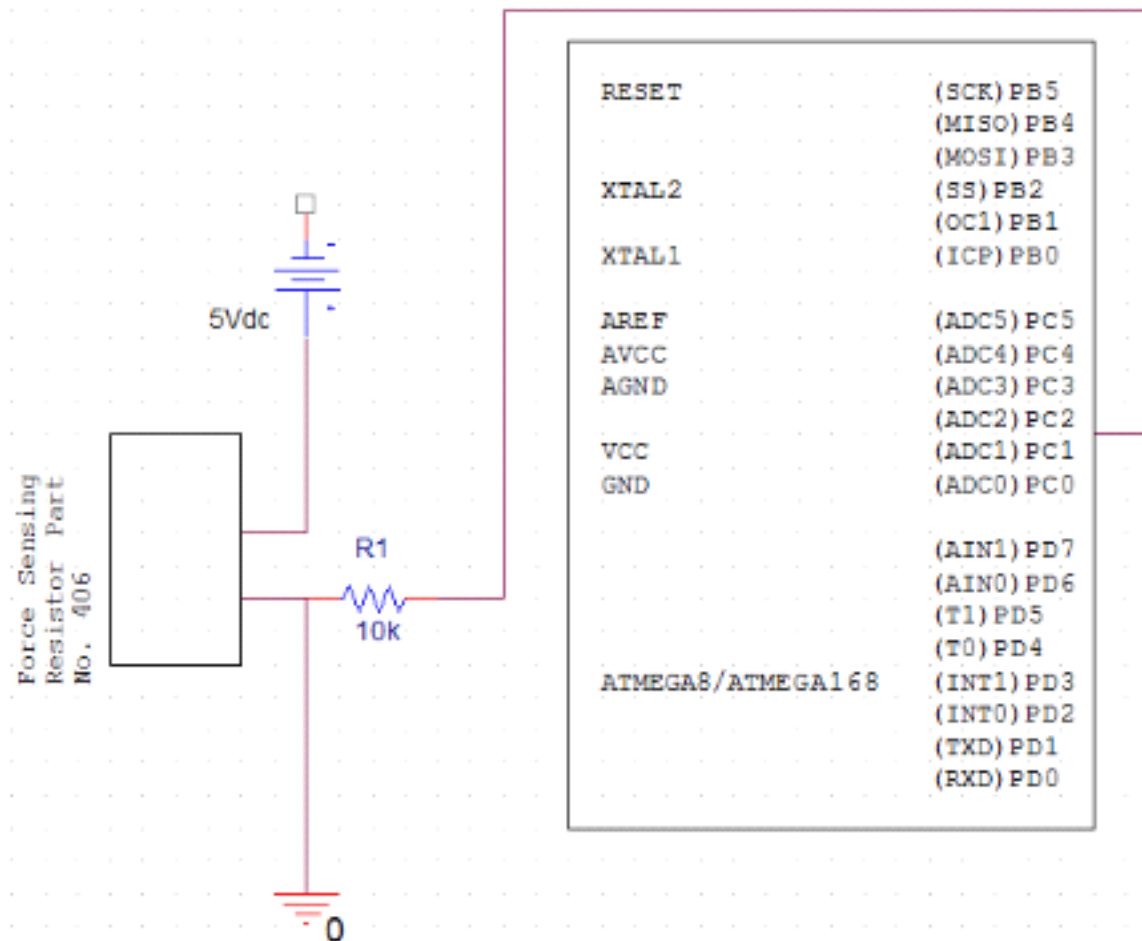 RESET (SCK)PB5
(MISO)PB4
(MOSI)PB3
XTAL2 (SS)PB2
(OC1)PB1
XTAL1 (ICP)PB0
5Vdc
AREF (ADC5)PC5
AVCC (ADC4)PC4
AGND (ADC3)PC3
(ADC2)PC2
VCC (ADC1)PC1
GND (ADC0)PC0
Force Sensing
Resistor Part
No. 406
R1
10k
(AIN1)PD7
(AIN0)PD6
(T1)PD5
(T0)PD4
ATMEGA8/ATMEGA168 (INT1)PD3
(INT0)PD2
(TXD)PD1
(RXD)PD0
0